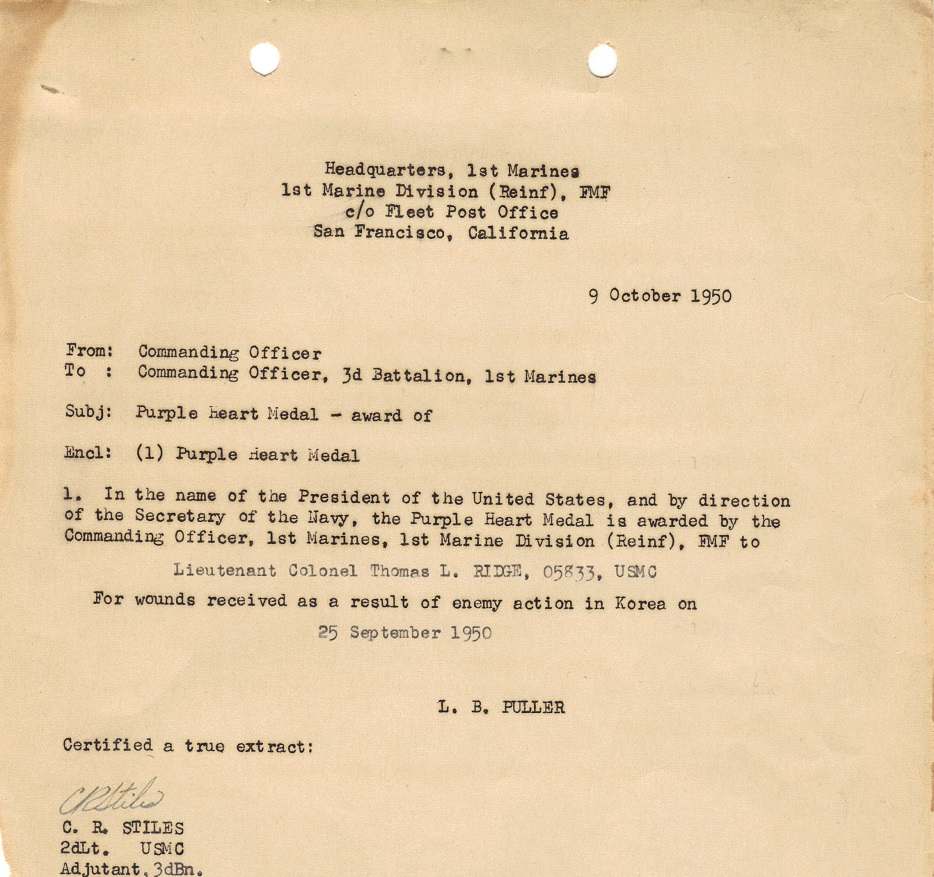 Headquarters, 1st Marines
1st Marine Division (Reinf), FMF
c/o Fleet Post Office
San Francisco, California
9 October 1950
From: Commanding Officer
To : Commanding Officer, 3d Battalion, 1st Marines
Subj: Purple Heart Medal - award of
Encl: (1) Purple Heart Medal
1. In the name of the President of the United States, and by direction
of the Secretary of the Navy, the Purple Heart Medal is awarded by the
Commanding Officer, 1st Marines, 1st Marine Division (Reinf), FMF to
Lieutenant Colonel Thomas L. RIDGE, 05833, USMC
For wounds received as a result of enemy action in Korea on
25 September 1950
L. B. PULLER
Certified a true extract:
CRStiles
C. R. STILES
2dLt. USMC
Adjutant, 3dBn.